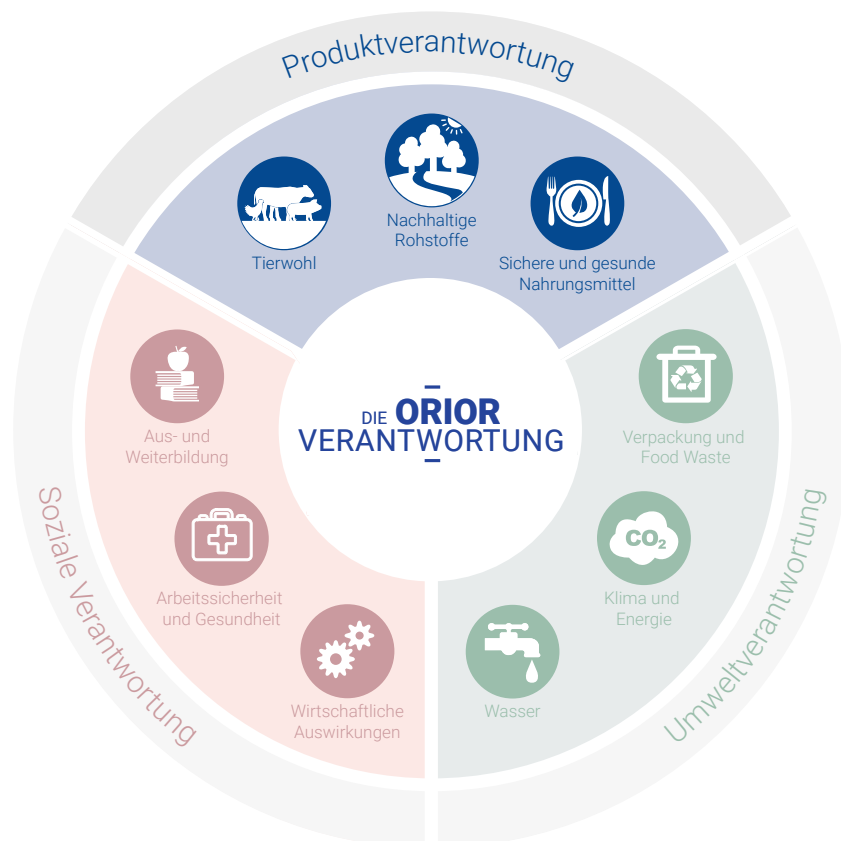 Produktverantwortung
Tierwohl
Nachhaltige
Rohstoffe
Sichere und gesunde
Nahrungsmittel
DIE ORIOR
VERANTWORTUNG
Aus- und
Weiterbildung
Arbeitssicherheit
und Gesundheit
Wirtschaftliche
Auswirkungen
Soziale Verantwortung
Verpackung und
Food Waste
CO₂
Klima und
Energie
Wasser
Umweltverantwortung